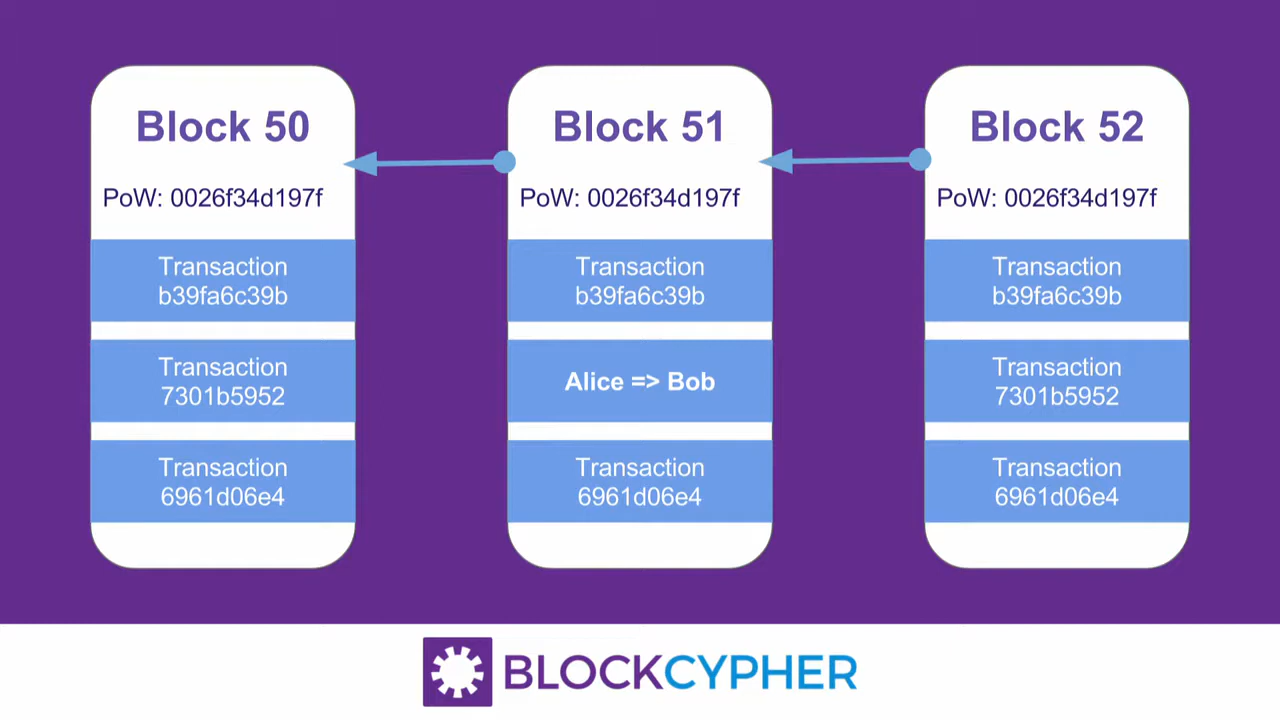 Block 50
PoW: 0026f34d197f
Transaction
b39fa6c39b
Transaction
7301b5952
Transaction
6961d06e4
Block 51
PoW: 0026f34d197f
Transaction
b39fa6c39b
Alice => Bob
Transaction
6961d06e4
Block 52
PoW: 0026f34d197f
Transaction
b39fa6c39b
Transaction
7301b5952
Transaction
6961d06e4
BLOCKCYPHER